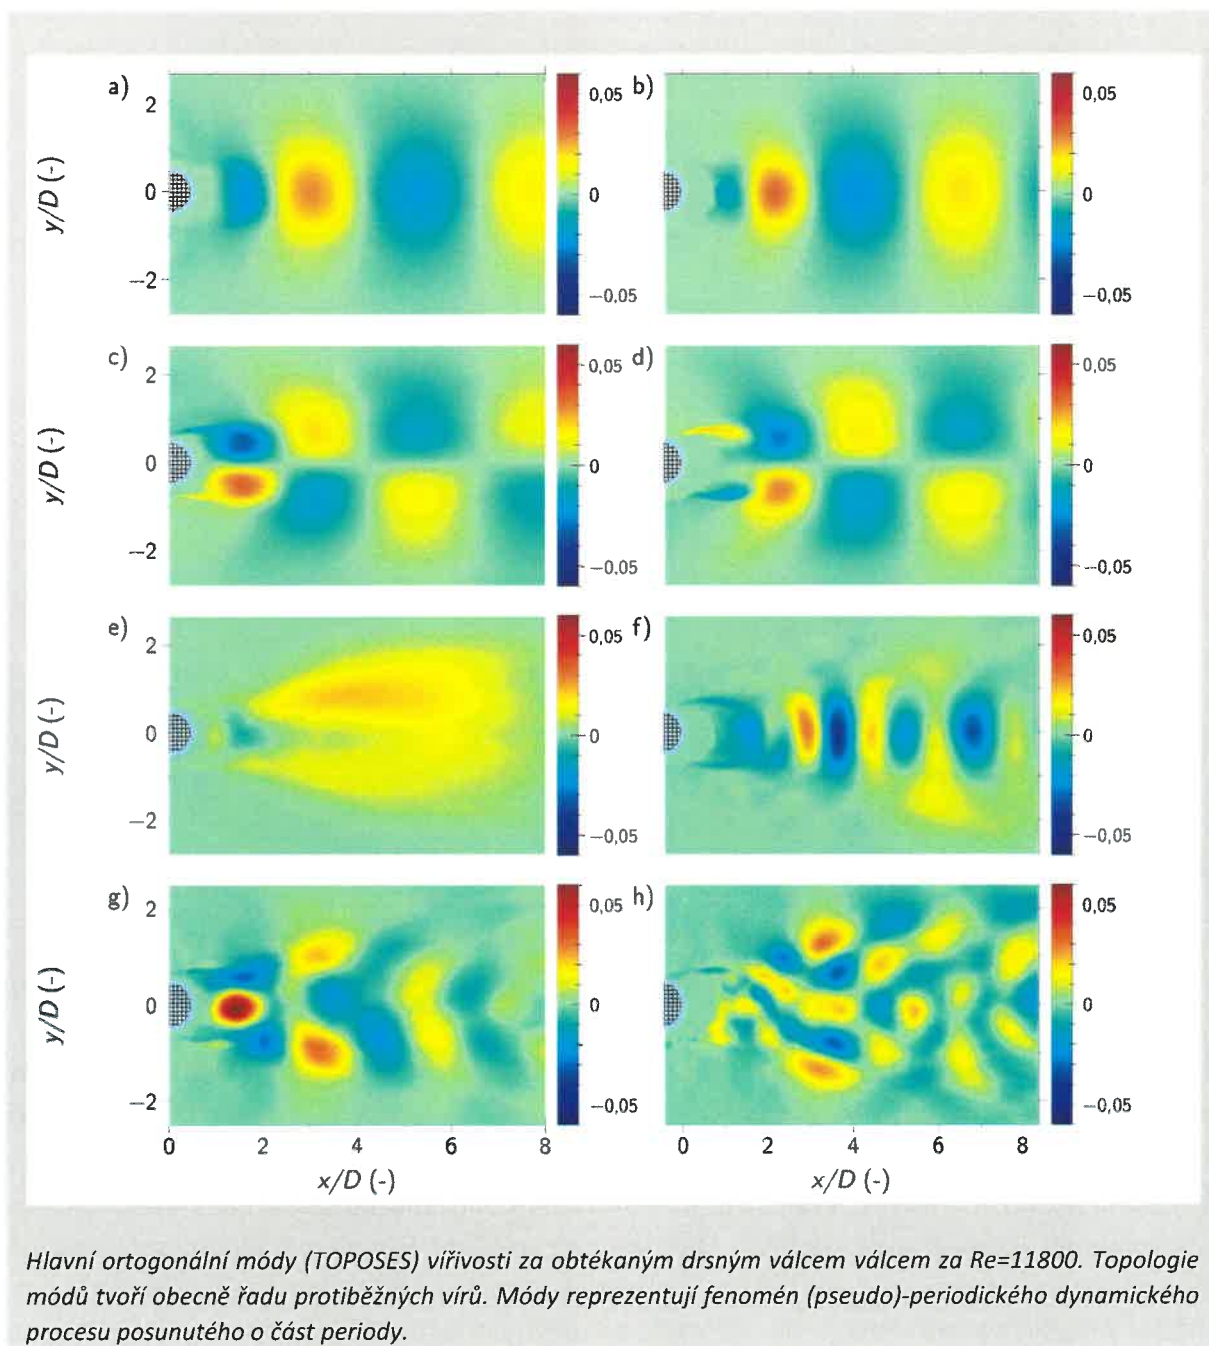 a)
b)
2
0
−2
y/D (-)
0,05
0
−0,05
0,05
0
−0,05
c)
d)
2
0
−2
y/D (-)
0,05
0
−0,05
0,05
0
−0,05
e)
f)
2
0
−2
y/D (-)
0,05
0
−0,05
0,05
0
−0,05
g)
h)
2
0
−2
y/D (-)
0,05
0
−0,05
0,05
0
−0,05
0 2 4 6 8
0 2 4 6 8
x/D (-)
x/D (-)
Hlavní ortogonální módy (TOPOSES) vířivosti za obtékaným drsným válcem válcem za Re=11800. Topologie
módů tvoří obecně řadu protiběžných vírů. Módy reprezentují fenomén (pseudo)-periodického dynamického
procesu posunutého o část periody.